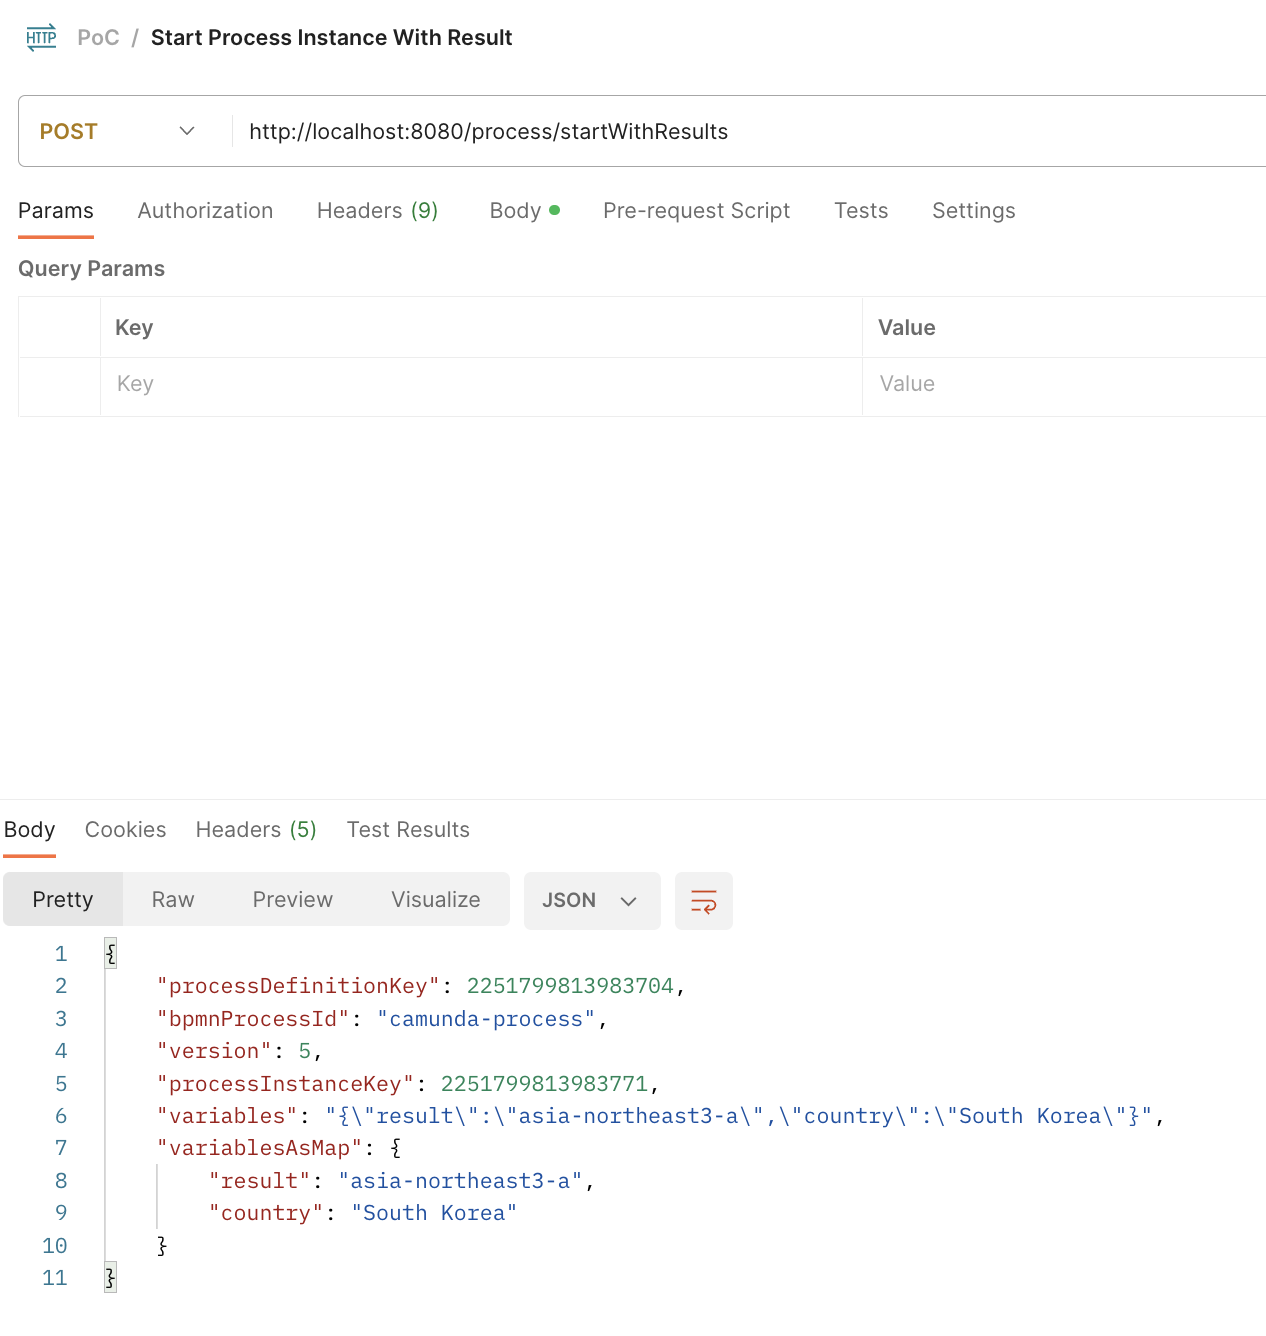 HTTP PoC / Start Process Instance With Result
POST http://localhost:8080/process/startWithResults
Params Authorization Headers (9) Body Pre-request Script Tests Settings
Query Params
Key Value
Key Value
Body Cookies Headers (5) Test Results
Pretty Raw Preview Visualize JSON
1 {
2 "processDefinitionKey": 2251799813983704,
3 "bpmnProcessId": "camunda-process",
4 "version": 5,
5 "processInstanceKey": 2251799813983771,
6 "variables": "{\"result\":\"asia-northeast3-a\",\"country\":\"South Korea\"}",
7 "variablesAsMap": {
8 "result": "asia-northeast3-a",
9 "country": "South Korea"
10 }
11 }